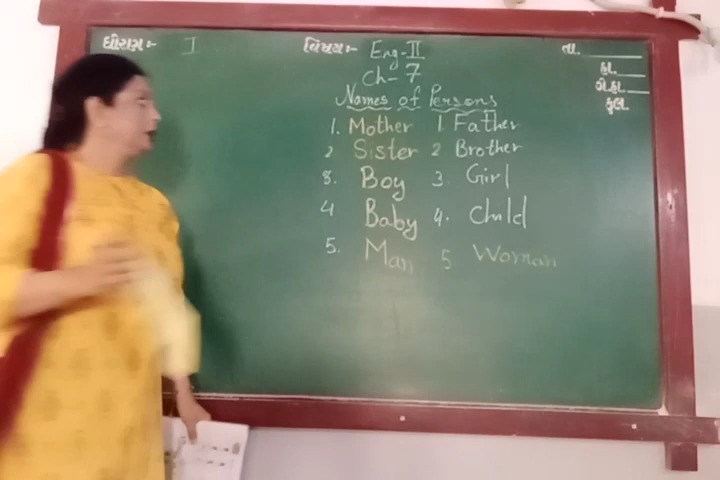 ધોરણ:- I વિષય:- Eng-II તા.
Ch-7 હા.
Names of Persons ગે.હા.
1. Mother 1. Father કુલ.
2 Sister 2. Brother
3. Boy 3. Girl
4 Baby 4. Child
5. Man 5 Woman